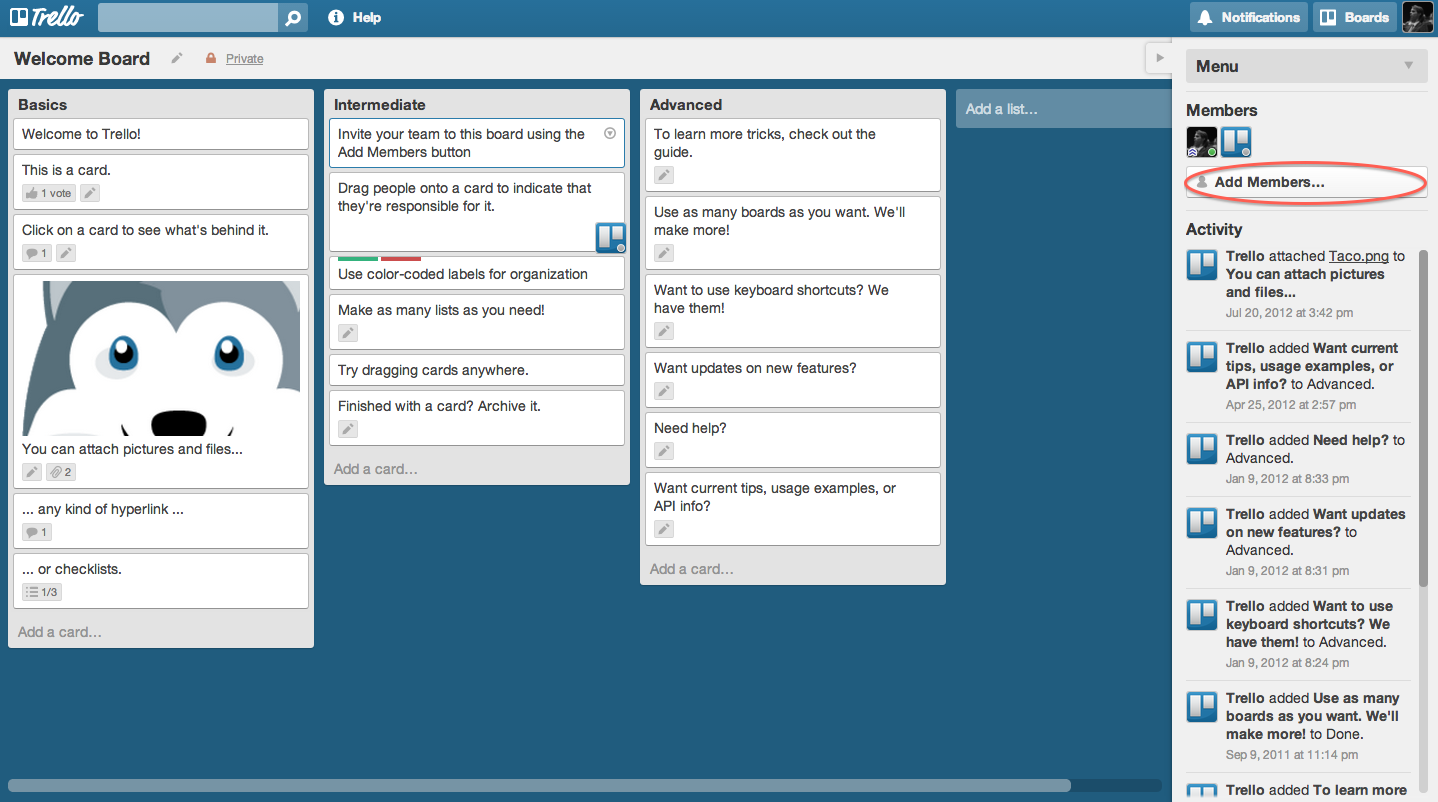 Trello
Help
Notifications
Boards
Welcome Board
Private
Basics
Welcome to Trello!
This is a card.
1 vote
Click on a card to see what's behind it.
1
You can attach pictures and files...
2
... any kind of hyperlink ...
1
... or checklists.
1/3
Add a card...
Intermediate
Invite your team to this board using the
Add Members button
Drag people onto a card to indicate that
they're responsible for it.
Use color-coded labels for organization
Make as many lists as you need!
Try dragging cards anywhere.
Finished with a card? Archive it.
Add a card...
Advanced
To learn more tricks, check out the
guide.
Use as many boards as you want. We'll
make more!
Want to use keyboard shortcuts? We
have them!
Want updates on new features?
Need help?
Want current tips, usage examples, or
API info?
Add a card...
Add a list...
Menu
Members
Add Members...
Activity
Trello attached Taco.png to
You can attach pictures
and files...
Jul 20, 2012 at 3:42 pm
Trello added Want current
tips, usage examples, or
API info? to Advanced.
Apr 25, 2012 at 2:57 pm
Trello added Need help? to
Advanced.
Jan 9, 2012 at 8:33 pm
Trello added Want updates
on new features? to
Advanced.
Jan 9, 2012 at 8:31 pm
Trello added Want to use
keyboard shortcuts? We
have them! to Advanced.
Jan 9, 2012 at 8:24 pm
Trello added Use as many
boards as you want. We'll
make more! to Done.
Sep 9, 2011 at 11:14 pm
Trello added To learn more